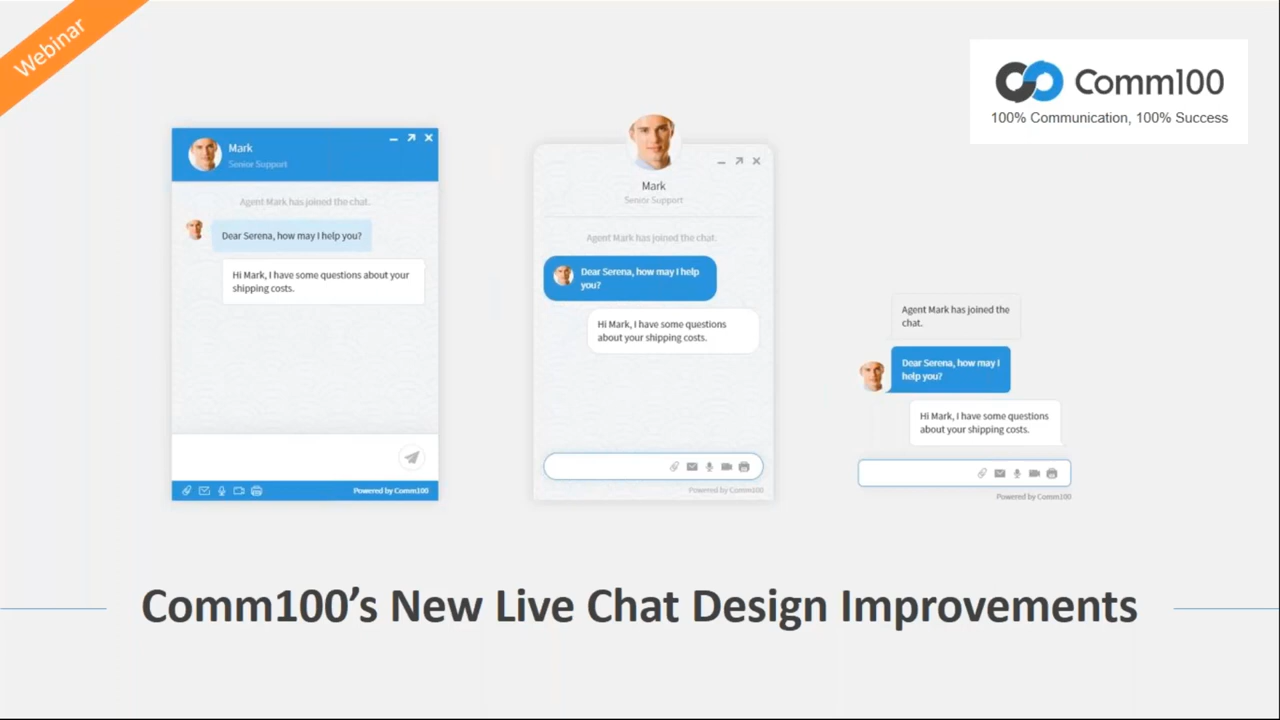 Webinar
Comm100
100% Communication, 100% Success
Mark
Senior Support
Agent Mark has joined the chat.
Dear Serena, how may I help you?
Hi Mark, I have some questions about your
shipping costs.
Powered by Comm100
Mark
Senior Support
Agent Mark has joined the chat.
Dear Serena, how may I help
you?
Hi Mark, I have some questions
about your shipping costs.
Powered by Comm100
Agent Mark has joined the
chat.
Dear Serena, how may I
help you?
Hi Mark, I have some questions
about your shipping costs.
Powered by Comm100
Comm100's New Live Chat Design Improvements